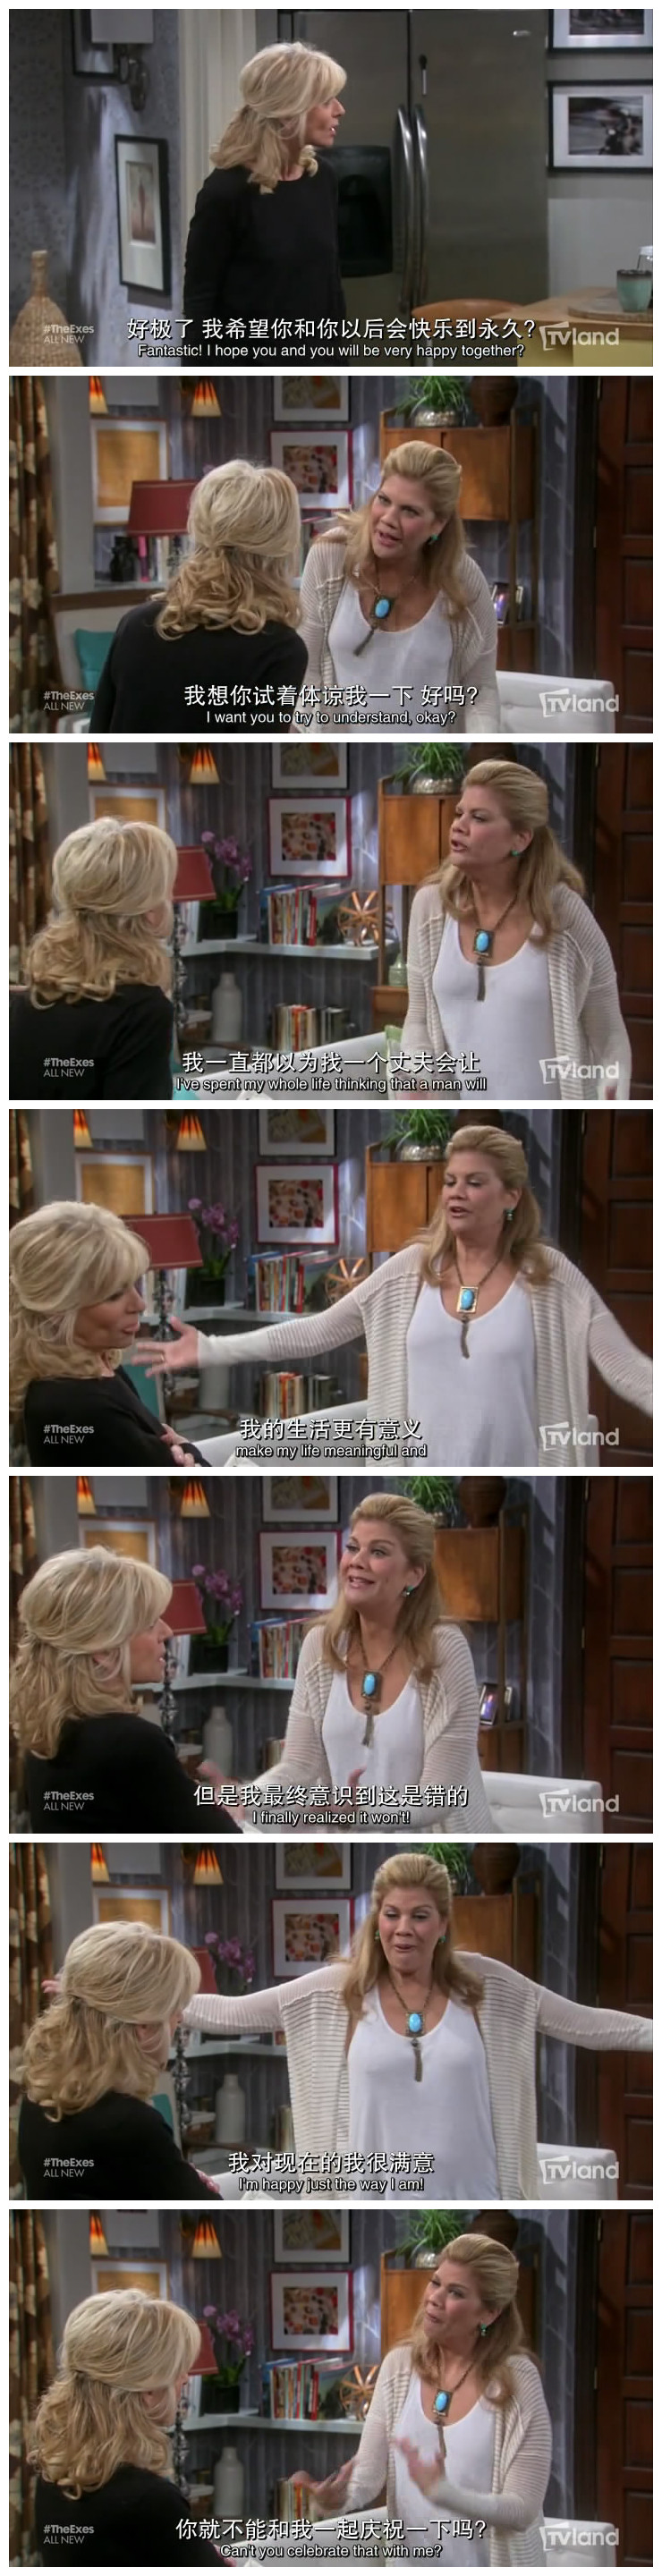 #TheExes
ALL NEW
好极了 我希望你和你以后会快乐到永久?
Fantastic! I hope you and you will be very happy together?
tvland
#TheExes
ALL NEW
我想你试着体谅我一下 好吗?
I want you to try to understand, okay?
tvland
#TheExes
ALL NEW
我一直都以为找一个丈夫会让
I've spent my whole life thinking that a man will
tvland
#TheExes
ALL NEW
我的生活更有意义
make my life meaningful and
tvland
#TheExes
ALL NEW
但是我最终意识到这是错的
I finally realized it won't!
tvland
#TheExes
ALL NEW
我对现在的我很满意
I'm happy just the way I am!
tvland
#TheExes
ALL NEW
你就不能和我一起庆祝一下吗?
Can't you celebrate that with me?
tvland